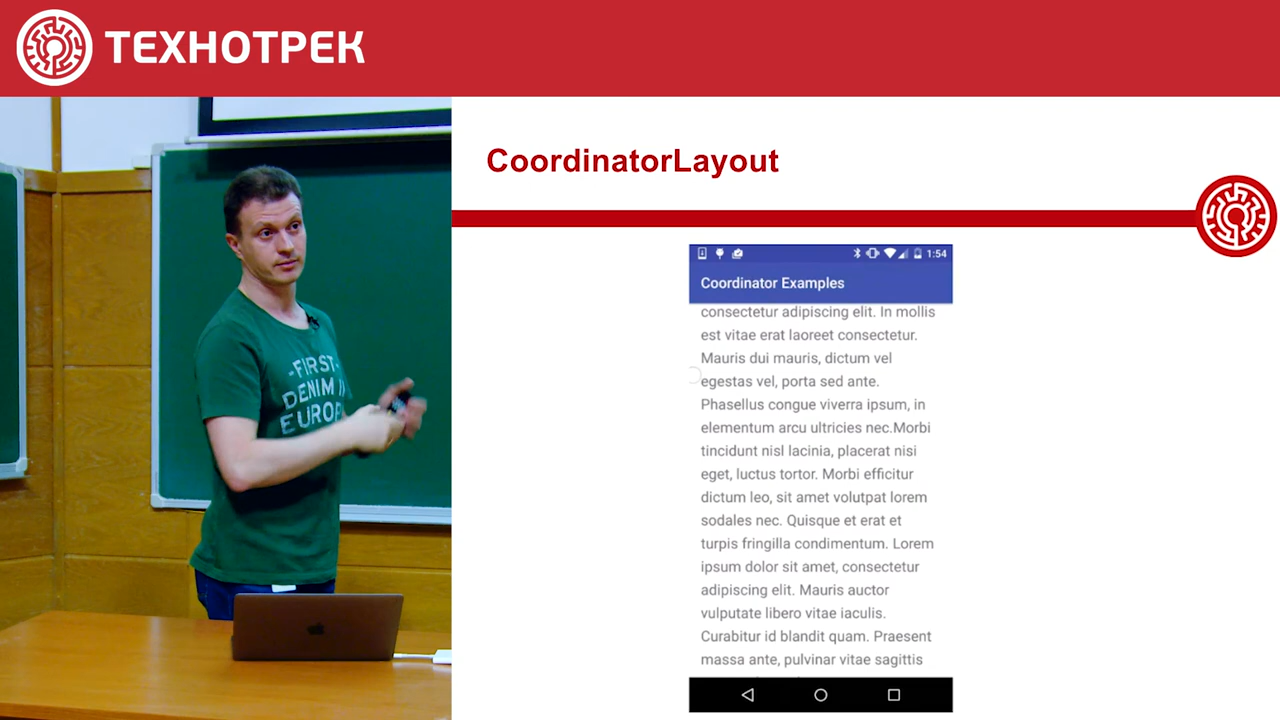 ТЕХНОТРЕК
CoordinatorLayout
-FIRST-
DENIM
EUROP
1:54
Coordinator Examples
consectetur adipiscing elit. In mollis
est vitae erat laoreet consectetur.
Mauris dui mauris, dictum vel
egestas vel, porta sed ante.
Phasellus congue viverra ipsum, in
elementum arcu ultricies nec.Morbi
tincidunt nisl lacinia, placerat nisi
eget, luctus tortor. Morbi efficitur
dictum leo, sit amet volutpat lorem
sodales nec. Quisque et erat et
turpis fringilla condimentum. Lorem
ipsum dolor sit amet, consectetur
adipiscing elit. Mauris auctor
vulputate libero vitae iaculis.
Curabitur id blandit quam. Praesent
massa ante, pulvinar vitae sagittis